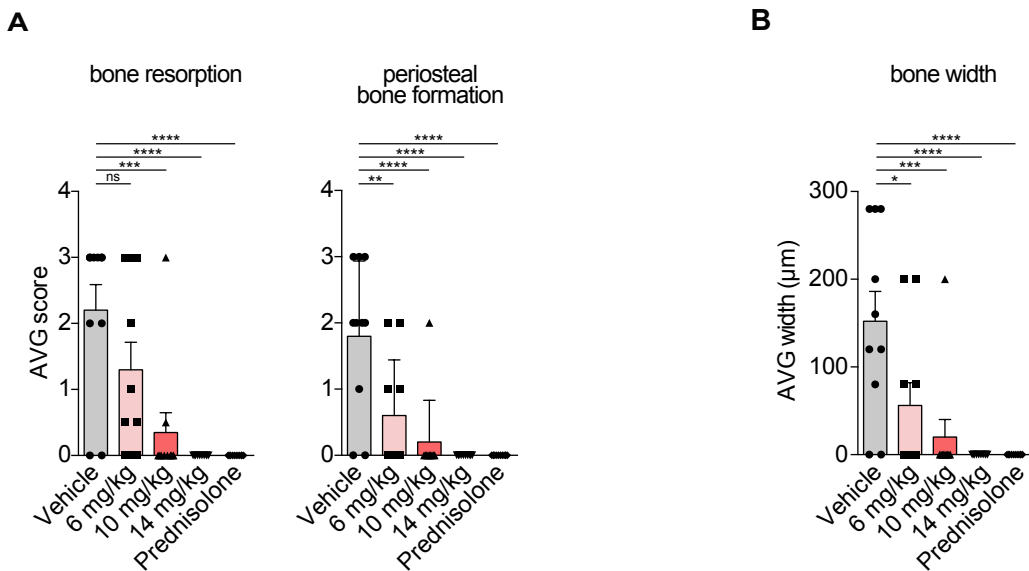 A
B
bone resorption
periosteal
bone formation
bone width
****
****
***
ns
****
****
****
**
****
****
***
*
AVG score
4
3
2
1
0
Vehicle
6 mg/kg
10 mg/kg
14 mg/kg
Prednisolone
4
3
2
1
0
Vehicle
6 mg/kg
10 mg/kg
14 mg/kg
Prednisolone
AVG width (µm)
300
200
100
0
Vehicle
6 mg/kg
10 mg/kg
14 mg/kg
Prednisolone